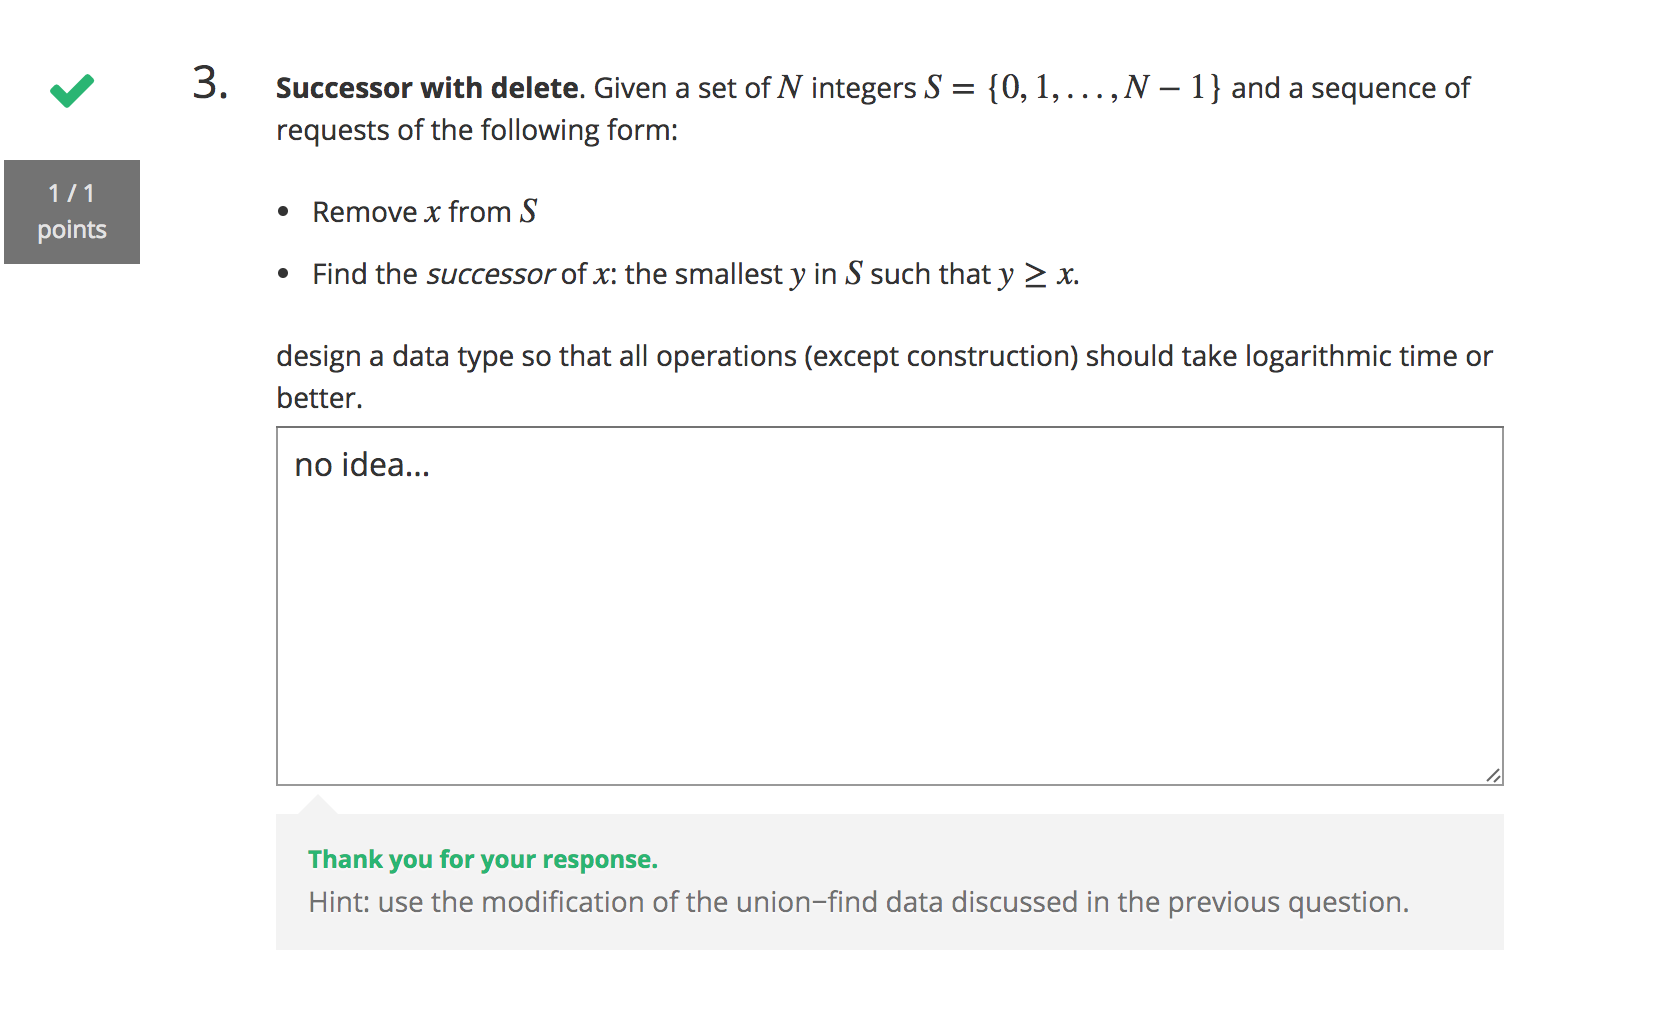 1 / 1
points
3.
Successor with delete. Given a set of N integers S = {0, 1, . . . , N − 1} and a sequence of
requests of the following form:
• Remove x from S
• Find the successor of x: the smallest y in S such that y ≥ x.
design a data type so that all operations (except construction) should take logarithmic time or
better.
no idea...
Thank you for your response.
Hint: use the modification of the union−find data discussed in the previous question.